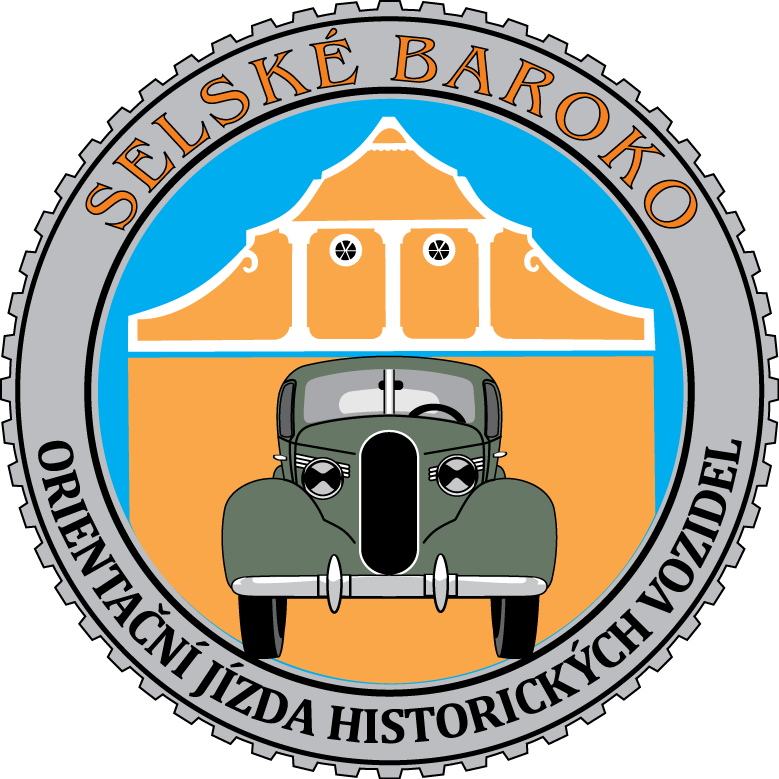 SELSKÉ BAROKO
ORIENTAČNÍ JÍZDA HISTORICKÝCH VOZIDEL